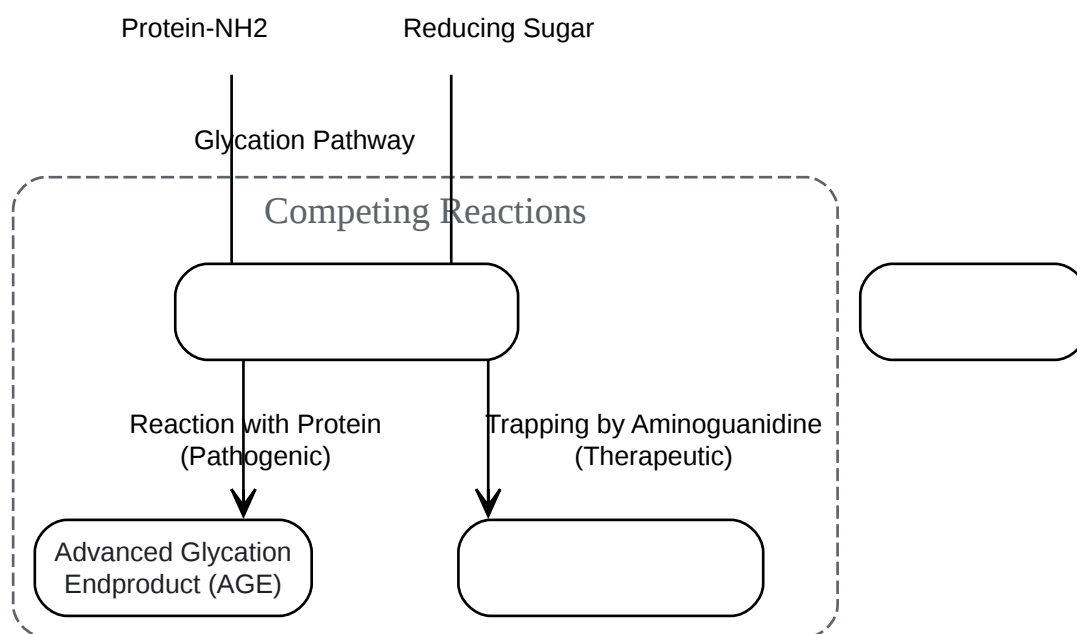 Protein-NH2
Reducing Sugar
Glycation Pathway
Competing Reactions
Reaction with Protein
(Pathogenic)
Trapping by Aminoguanidine
(Therapeutic)
Advanced Glycation
Endproduct (AGE)